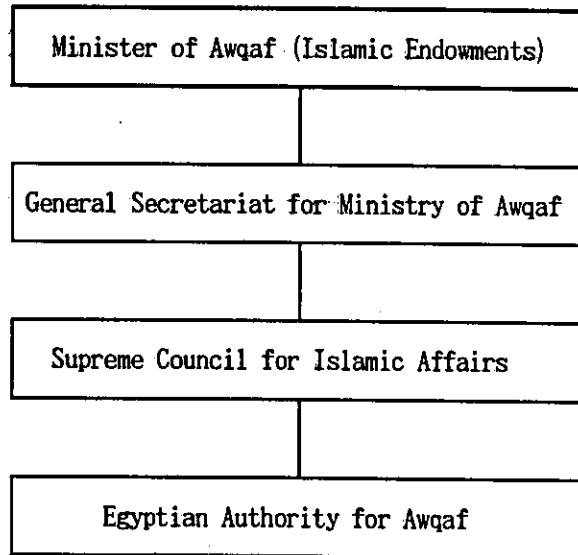 Minister of Awqaf (Islamic Endowments)
General Secretariat for Ministry of Awqaf
Supreme Council for Islamic Affairs
Egyptian Authority for Awqaf